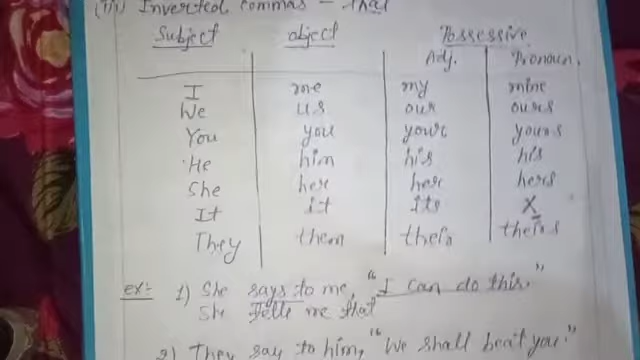 (iii) Inverted commas - that
Subject object Possessive
Adj. Pronoun
I me my mine
We us our ours
You you your yours
He him his his
She her her hers
It it its X
They them their theirs
ex:- 1) She says to me, "I can do this."
She tells me that
2) They say to him, "We shall beat you."